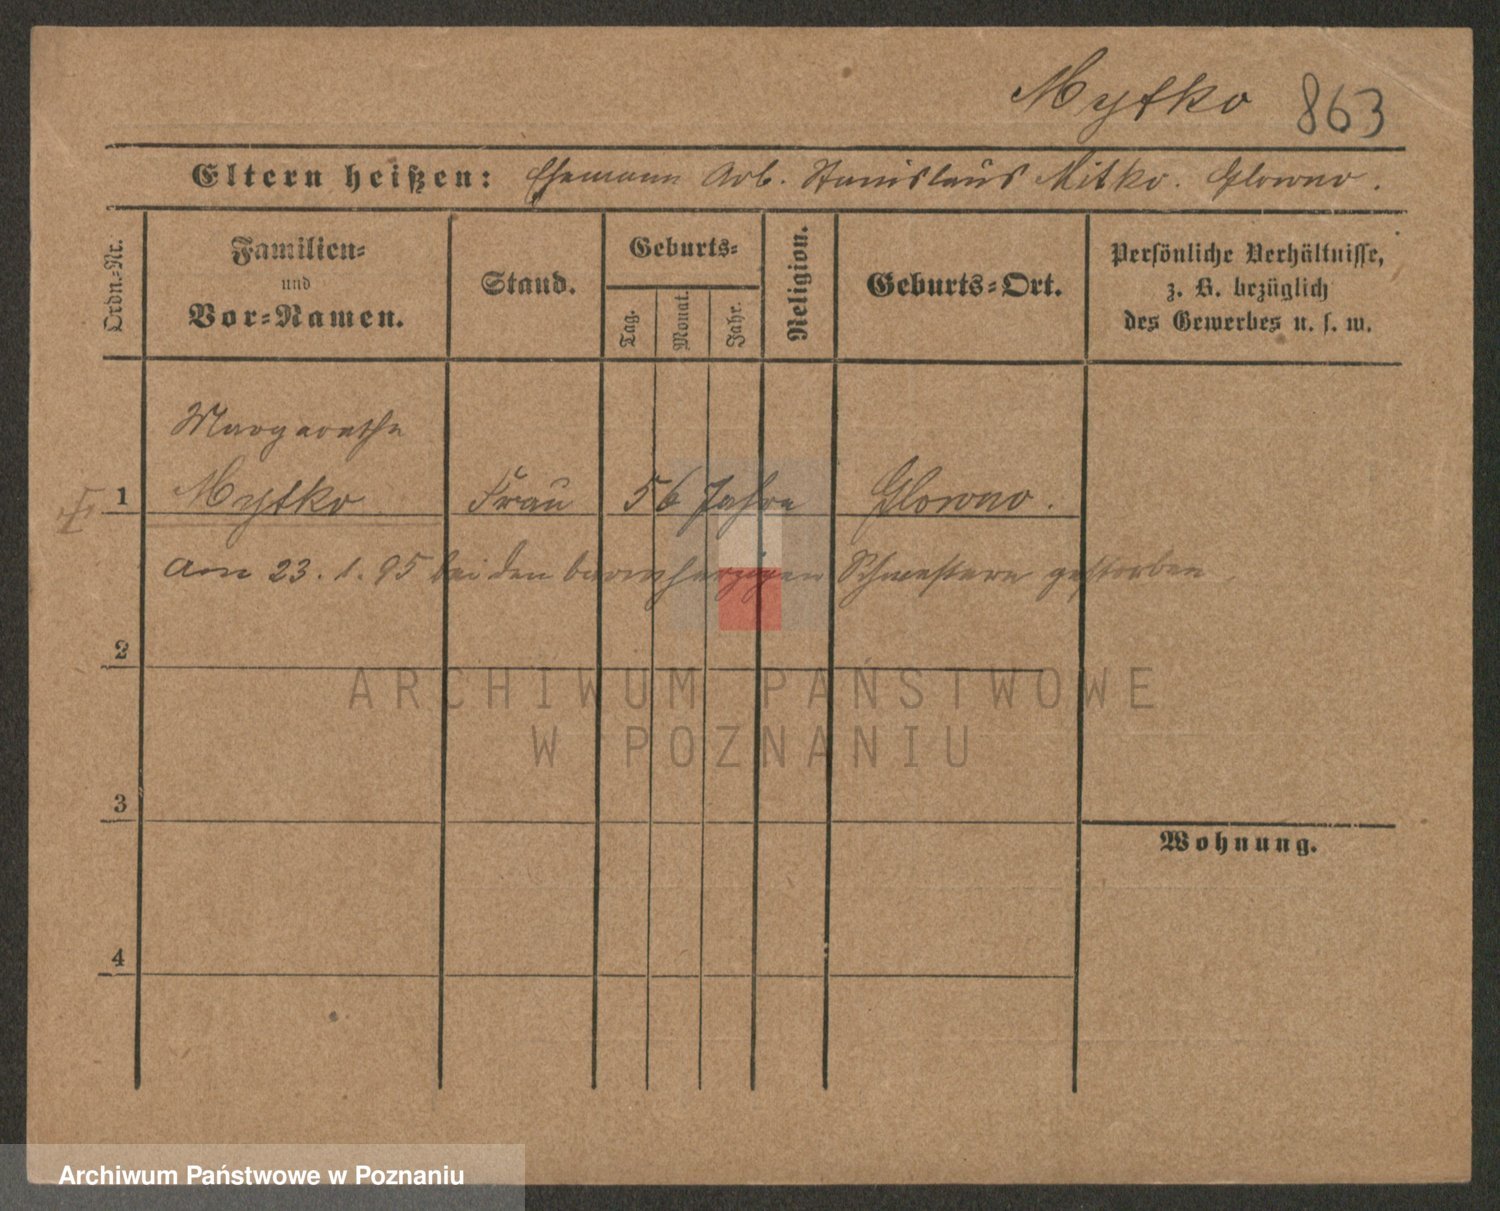 Mytko 863
Eltern heißen: Ehemann Arb. Stanislaus Mitko. Glowno.
Ordn.-Nr.
Familien-
und
Vor-Namen.
Stand.
Geburts-
Tag.
Monat.
Jahr.
Religion.
Geburts-Ort.
Persönliche Verhältnisse,
z. B. bezüglich
des Gewerbes u. s. w.
Margarethe
1 Mytko Frau 56 Jahre Glowno.
Am 23.1.95 bei den barmherzigen Schwestern gestorben.
2
ARCHIWUM PAŃSTWOWE
W POZNANIU
3
Wohnung.
4
Archiwum Państwowe w Poznaniu